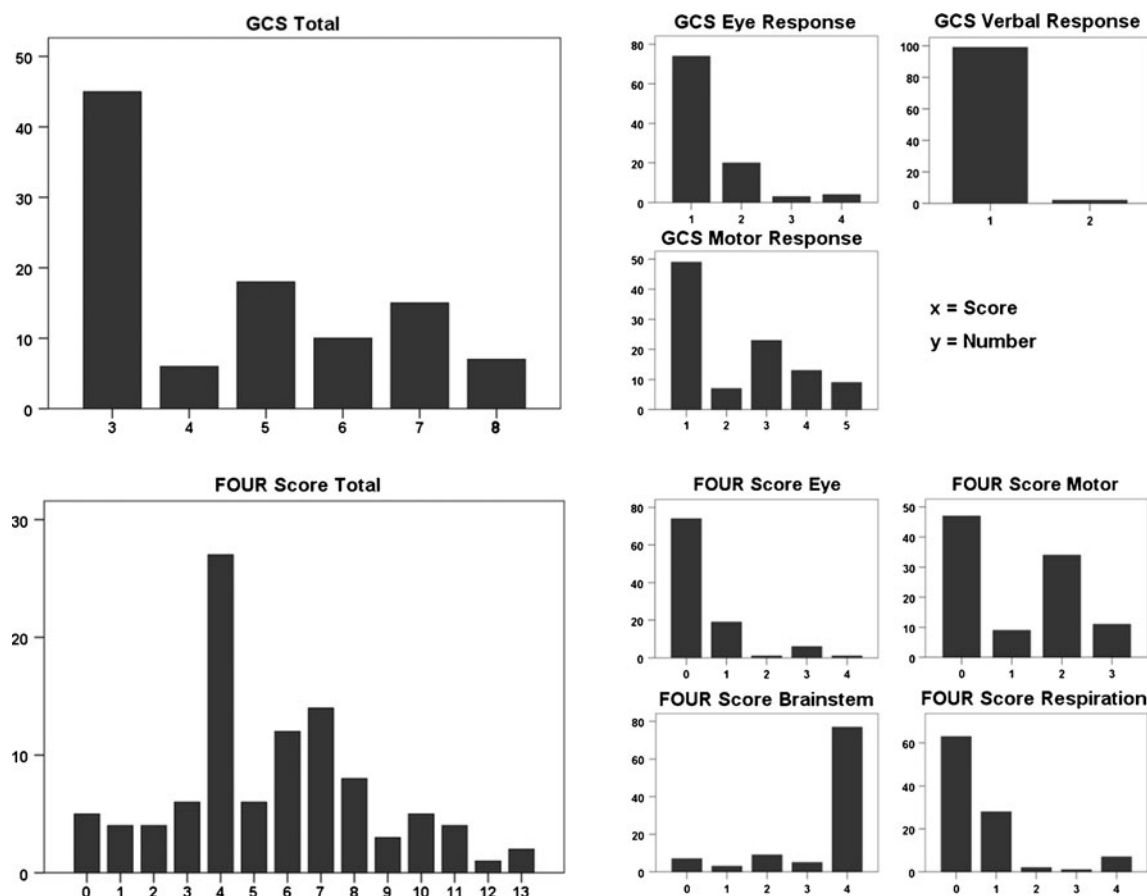 GCS Total
50
40
30
20
10
0
3 4 5 6 7 8
GCS Eye Response
80
60
40
20
0
1 2 3 4
GCS Verbal Response
100
80
60
40
20
0
1 2
GCS Motor Response
50
40
30
20
10
0
1 2 3 4 5
x = Score
y = Number
FOUR Score Total
30
20
10
0
0 1 2 3 4 5 6 7 8 9 10 11 12 13
FOUR Score Eye
80
60
40
20
0
0 1 2 3 4
FOUR Score Motor
50
40
30
20
10
0
0 1 2 3
FOUR Score Brainstem
80
60
40
20
0
0 1 2 3 4
FOUR Score Respiration
60
40
20
0
0 1 2 3 4